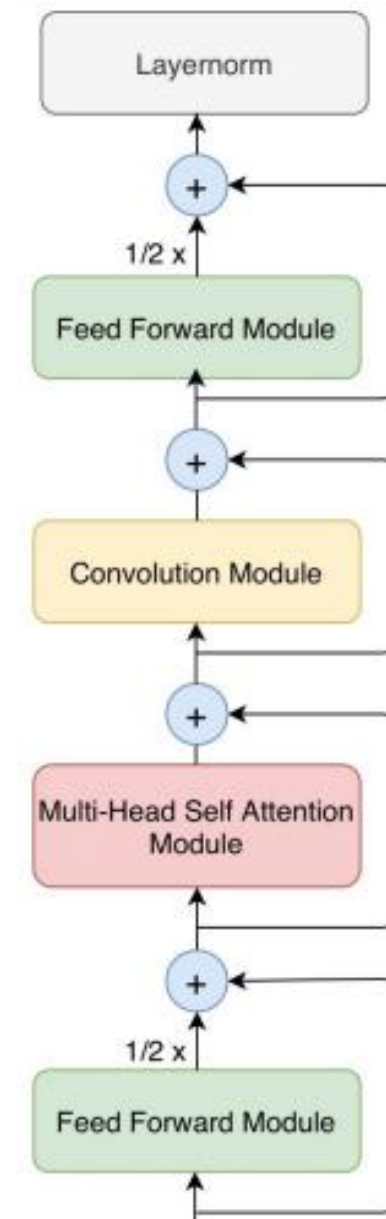 Layernorm
+
1/2 x
Feed Forward Module
+
Convolution Module
+
Multi-Head Self Attention
Module
+
1/2 x
Feed Forward Module